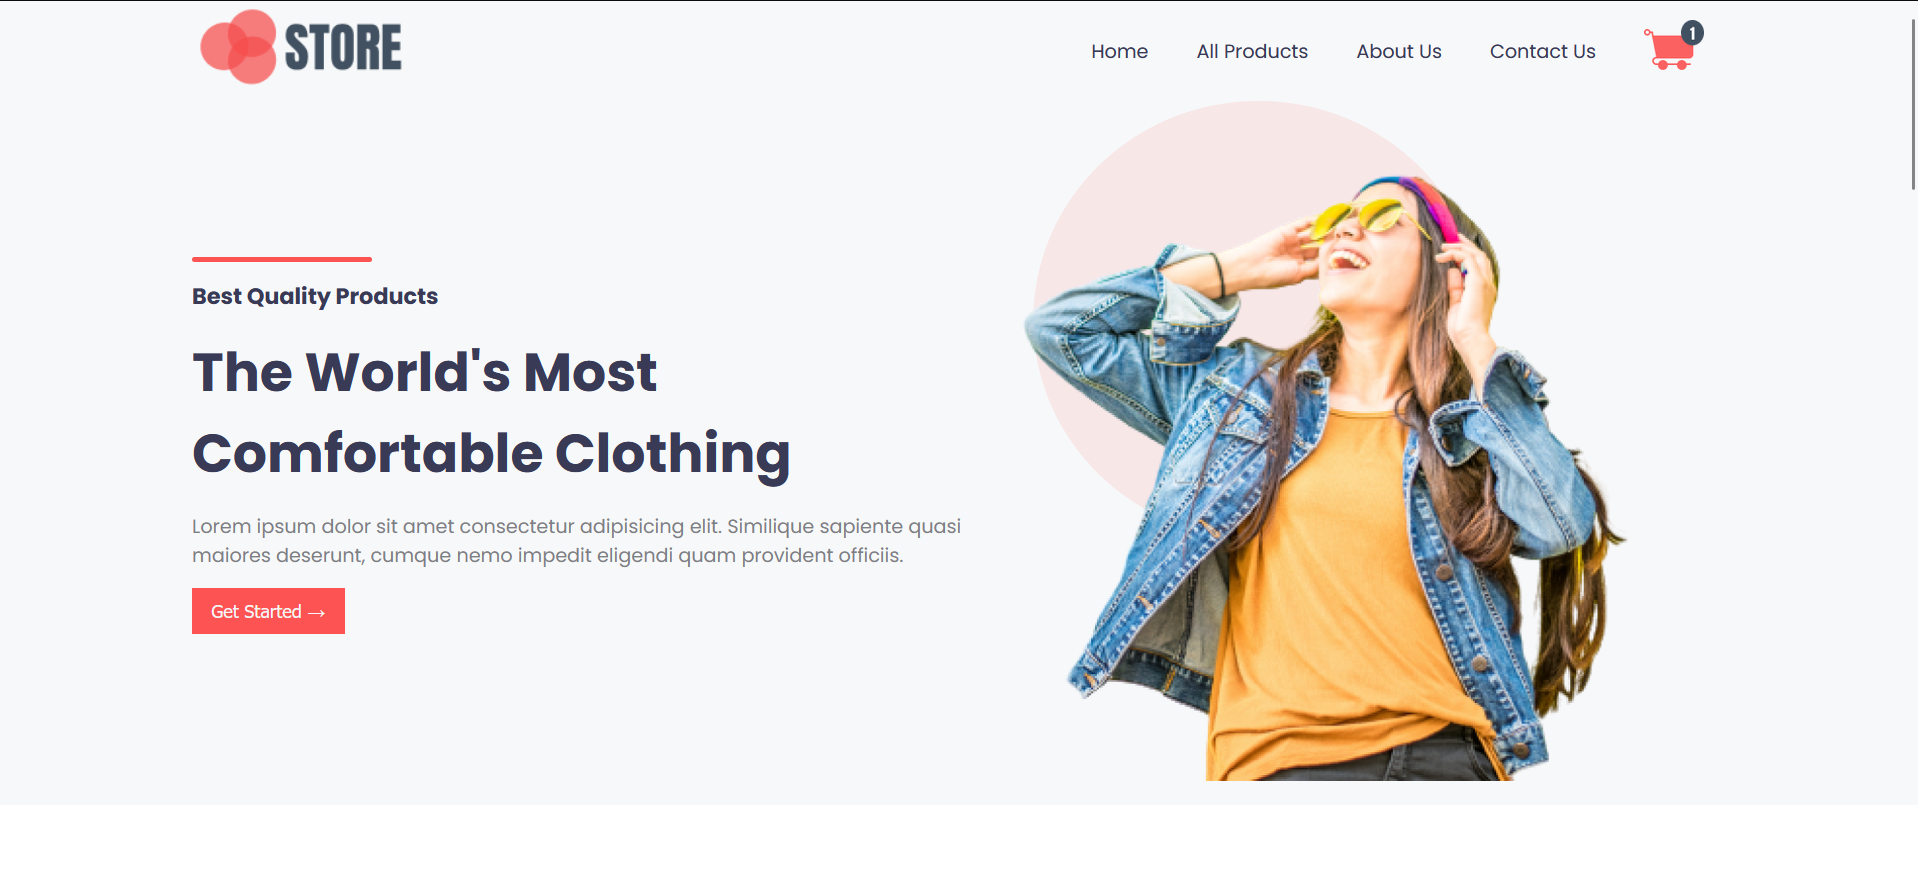 STORE
Home
All Products
About Us
Contact Us
1
Best Quality Products
The World's Most
Comfortable Clothing
Lorem ipsum dolor sit amet consectetur adipisicing elit. Similique sapiente quasi
maiores deserunt, cumque nemo impedit eligendi quam provident officiis.
Get Started →